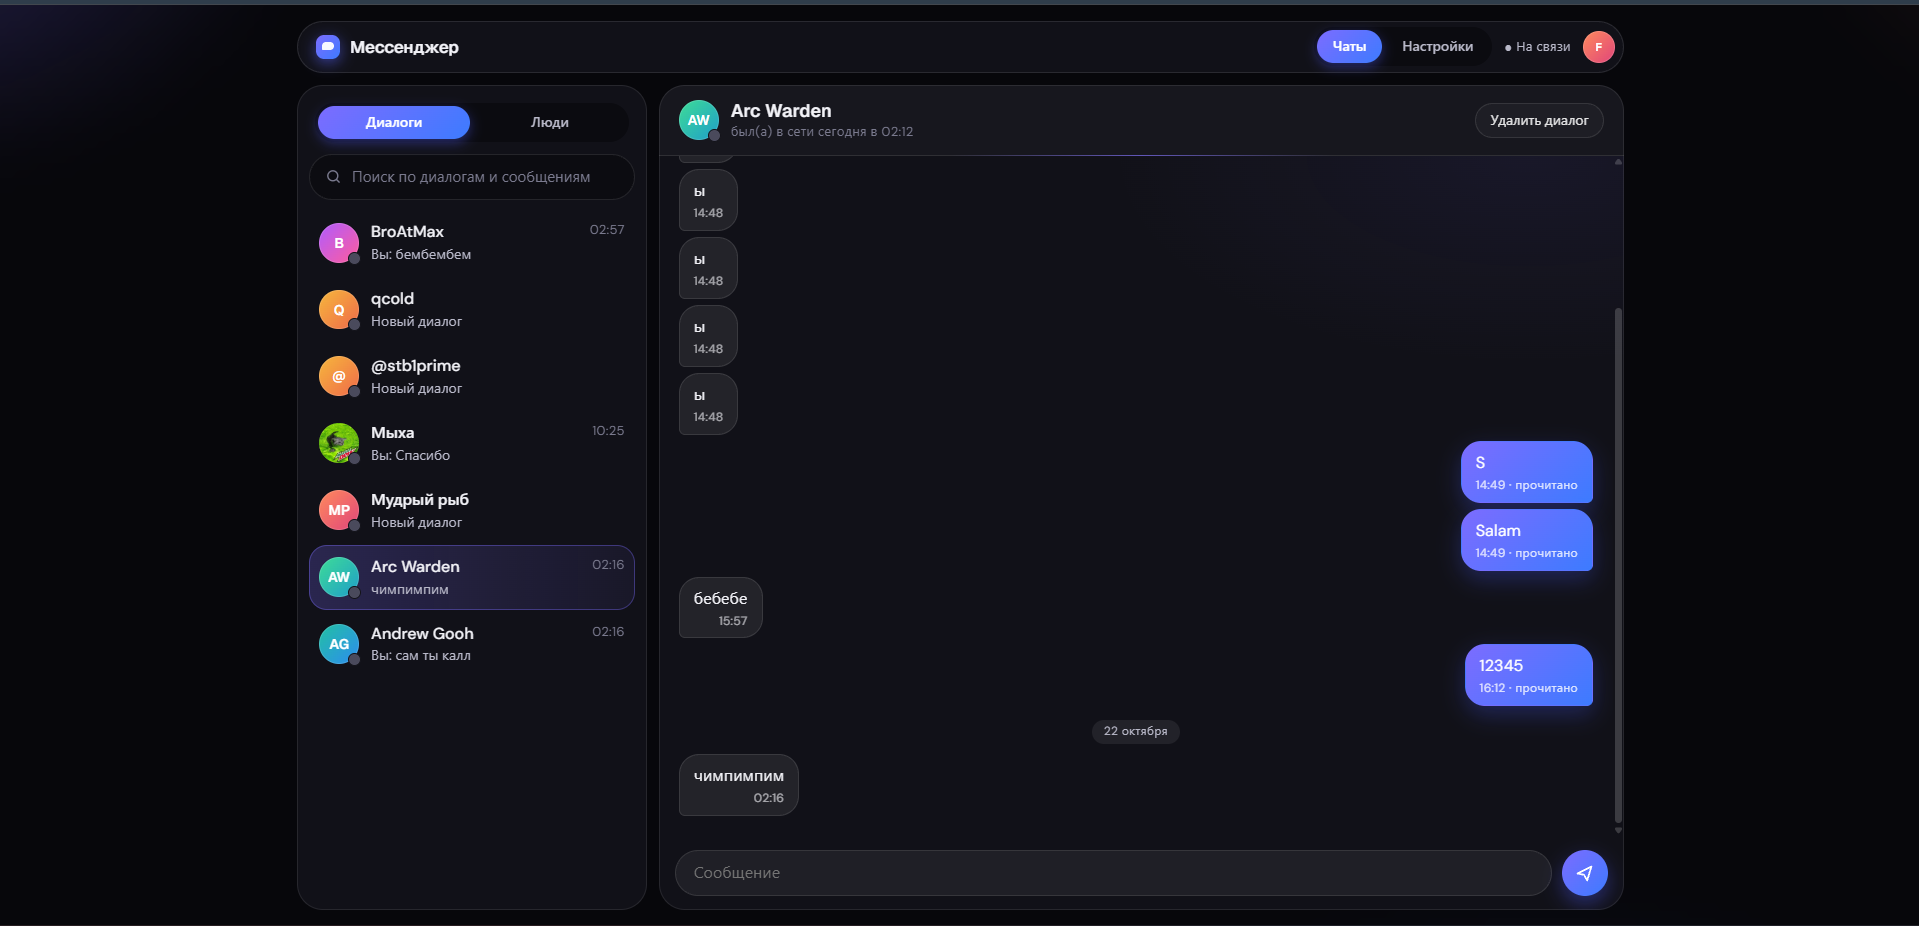 Мессенджер
Чаты
Настройки
На связи
F
Диалоги
Люди
Поиск по диалогам и сообщениям
B
BroAtMax
02:57
Вы: бембембем
Q
qcold
Новый диалог
@
@stb1prime
Новый диалог
Мыха
10:25
Вы: Спасибо
МР
Мудрый рыб
Новый диалог
AW
Arc Warden
02:16
чимпимпим
AG
Andrew Gooh
02:16
Вы: сам ты калл
AW
Arc Warden
был(а) в сети сегодня в 02:12
Удалить диалог
ы
14:48
ы
14:48
ы
14:48
ы
14:48
S
14:49 · прочитано
Salam
14:49 · прочитано
бебебе
15:57
12345
16:12 · прочитано
22 октября
чимпимпим
02:16
Сообщение